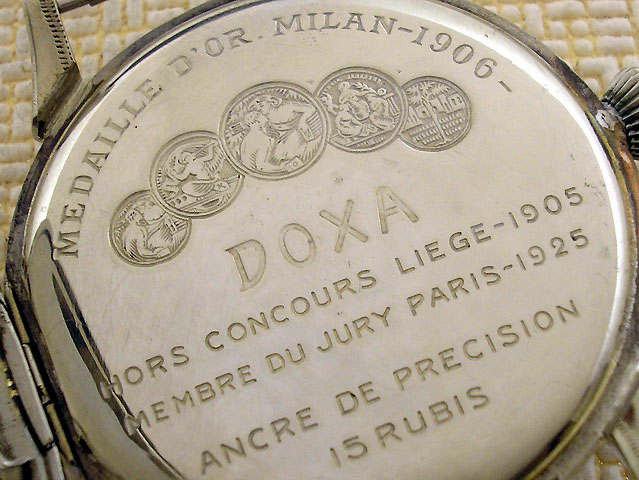 MEDAILLE D'OR. MILAN-1906-
DOXA
HORS CONCOURS LIEGE-1905
MEMBRE DU JURY PARIS-1925
ANCRE DE PRECISION
15 RUBIS